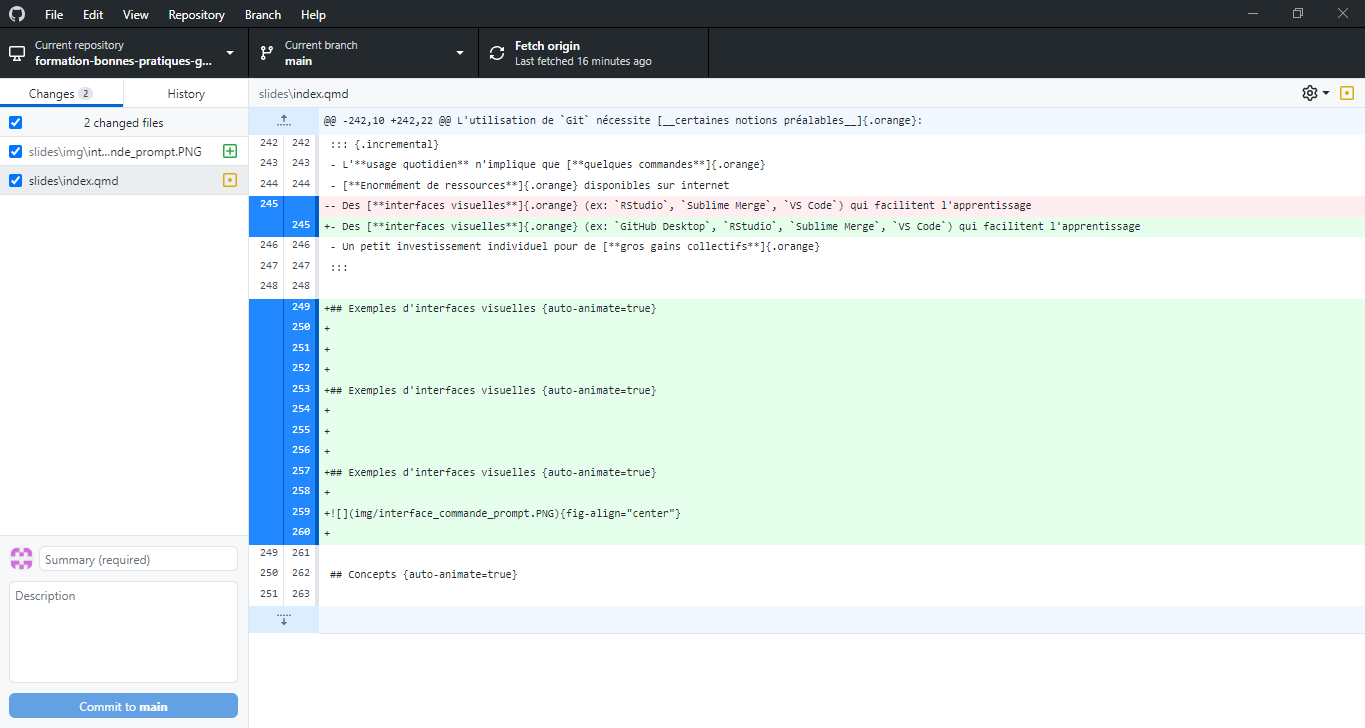 File Edit View Repository Branch Help
Current repository
formation-bonnes-pratiques-g...
Current branch
main
Fetch origin
Last fetched 16 minutes ago
Changes 2
History
2 changed files
slides\img\int...nde_prompt.PNG
slides\index.qmd
Summary (required)
Description
Commit to main
slides\index.qmd
@@ -242,10 +242,22 @@ L'utilisation de `Git` nécessite [__certaines notions préalables__]{.orange}:
242 242 ::: {.incremental}
243 243 - L'**usage quotidien** n'implique que [**quelques commandes**]{.orange}
244 244 - [**Enormément de ressources**]{.orange} disponibles sur internet
245 -- Des [**interfaces visuelles**]{.orange} (ex: `RStudio`, `Sublime Merge`, `VS Code`) qui facilitent l'apprentissage
245 +- Des [**interfaces visuelles**]{.orange} (ex: `GitHub Desktop`, `RStudio`, `Sublime Merge`, `VS Code`) qui facilitent l'apprentissage
246 246 - Un petit investissement individuel pour de [**gros gains collectifs**]{.orange}
247 247 :::
248 248
249 +## Exemples d'interfaces visuelles {auto-animate=true}
250 +
251 +
252 +
253 +## Exemples d'interfaces visuelles {auto-animate=true}
254 +
255 +
256 +
257 +## Exemples d'interfaces visuelles {auto-animate=true}
258 +
259 +![](img/interface_commande_prompt.PNG){fig-align="center"}
260 +
249 261
250 262 ## Concepts {auto-animate=true}
251 263